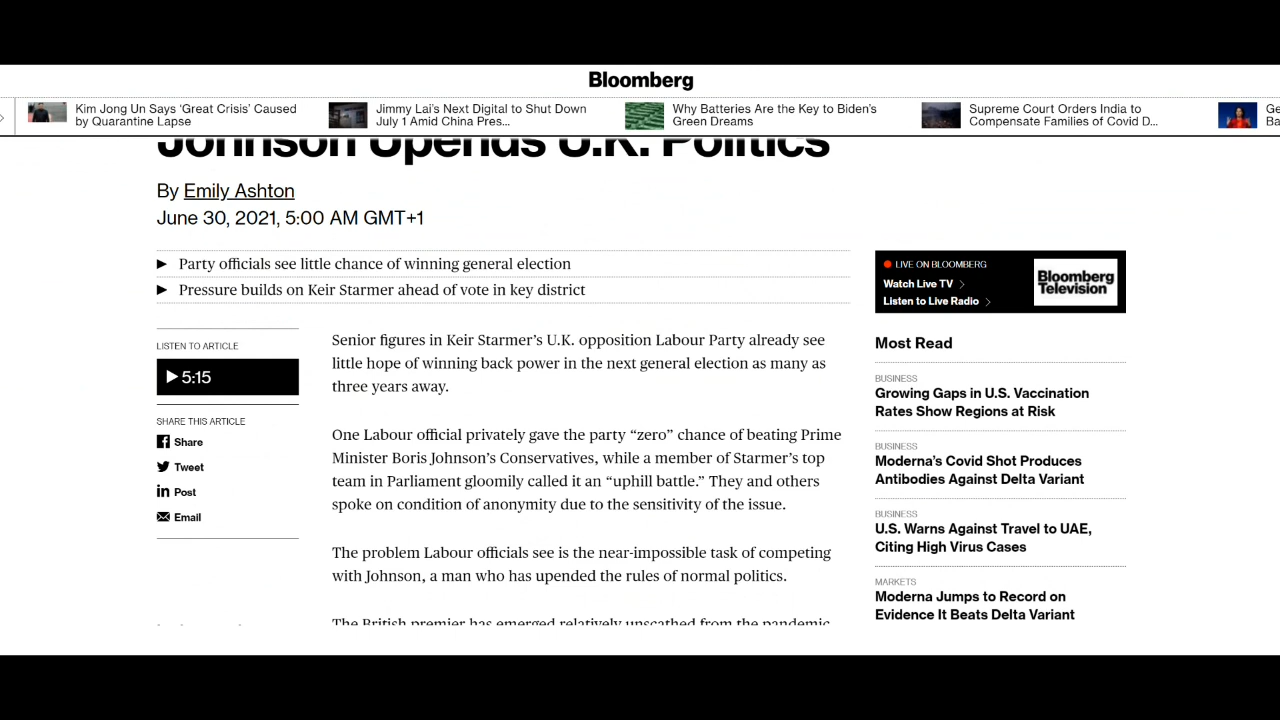 Bloomberg
Kim Jong Un Says ‘Great Crisis’ Caused
by Quarantine Lapse
Jimmy Lai’s Next Digital to Shut Down
July 1 Amid China Pres...
Why Batteries Are the Key to Biden’s
Green Dreams
Supreme Court Orders India to
Compensate Families of Covid D...
Ge
Ba
Johnson Upends U.K. Politics
By Emily Ashton
June 30, 2021, 5:00 AM GMT+1
► Party officials see little chance of winning general election
► Pressure builds on Keir Starmer ahead of vote in key district
LISTEN TO ARTICLE
5:15
SHARE THIS ARTICLE
Share
Tweet
Post
Email
Senior figures in Keir Starmer’s U.K. opposition Labour Party already see
little hope of winning back power in the next general election as many as
three years away.
One Labour official privately gave the party “zero” chance of beating Prime
Minister Boris Johnson’s Conservatives, while a member of Starmer’s top
team in Parliament gloomily called it an “uphill battle.” They and others
spoke on condition of anonymity due to the sensitivity of the issue.
The problem Labour officials see is the near-impossible task of competing
with Johnson, a man who has upended the rules of normal politics.
The British premier has emerged relatively unscathed from the pandemic
LIVE ON BLOOMBERG
Watch Live TV
Listen to Live Radio
Bloomberg
Television
Most Read
BUSINESS
Growing Gaps in U.S. Vaccination
Rates Show Regions at Risk
BUSINESS
Moderna’s Covid Shot Produces
Antibodies Against Delta Variant
BUSINESS
U.S. Warns Against Travel to UAE,
Citing High Virus Cases
MARKETS
Moderna Jumps to Record on
Evidence It Beats Delta Variant